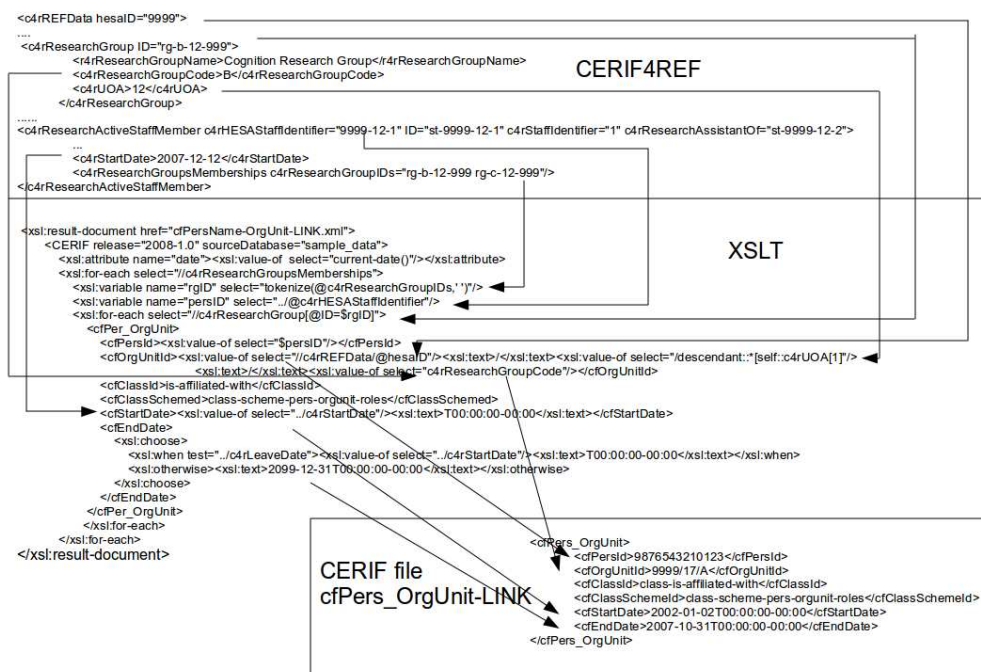 <c4rREFData hesaID="9999">
....
<c4rResearchGroup ID="rg-b-12-999">
<r4rResearchGroupName>Cognition Research Group</r4rResearchGroupName>
<c4rResearchGroupCode>B</c4rResearchGroupCode>
<c4rUOA>12</c4rUOA>
</c4rResearchGroup>
CERIF4REF
......
<c4rResearchActiveStaffMember c4rHESAStaffIdentifier="9999-12-1" ID="st-9999-12-1" c4rStaffIdentifier="1" c4rResearchAssistantOf="st-9999-12-2">
...
<c4rStartDate>2007-12-12</c4rStartDate>
<c4rResearchGroupsMemberships c4rResearchGroupIDs="rg-b-12-999 rg-c-12-999"/>
</c4rResearchActiveStaffMember>
<xsl:result-document href="cfPersName-OrgUnit-LINK.xml">
<CERIF release="2008-1.0" sourceDatabase="sample_data">
XSLT
<xsl:attribute name="date"><xsl:value-of select="current-date()"/></xsl:attribute>
<xsl:for-each select="//c4rResearchGroupsMemberships">
<xsl:variable name="rgID" select="tokenize(@c4rResearchGroupIDs,' ')"/>
<xsl:variable name="persID" select="../@c4rHESAStaffIdentifier"/>
<xsl:for-each select="//c4rResearchGroup[@ID=$rgID]">
<cfPer_OrgUnit>
<cfPersId><xsl:value-of select="$persID"/></cfPersId>
<cfOrgUnitId><xsl:value-of select="//c4rREFData/@hesaID"/><xsl:text>/</xsl:text><xsl:value-of select="/descendant::*[self::c4rUOA[1]"/>
<xsl:text>/</xsl:text><xsl:value-of select="c4rResearchGroupCode"/></cfOrgUnitId>
<cfClassId>is-affiliated-with</cfClassId>
<cfClassSchemed>class-scheme-pers-orgunit-roles</cfClassSchemed>
<cfStartDate><xsl:value-of select="../c4rStartDate"/><xsl:text>T00:00:00-00:00</xsl:text></cfStartDate>
<cfEndDate>
<xsl:choose>
<xsl:when test="../c4rLeaveDate"><xsl:value-of select="../c4rStartDate"/><xsl:text>T00:00:00-00:00</xsl:text></xsl:when>
<xsl:otherwise><xsl:text>2099-12-31T00:00:00-00:00</xsl:text></xsl:otherwise>
</xsl:choose>
</cfEndDate>
</cfPer_OrgUnit>
</xsl:for-each>
</xsl:for-each>
</xsl:result-document>
CERIF file
cfPers_OrgUnit-LINK
<cfPers_OrgUnit>
<cfPersId>9876543210123</cfPersId>
<cfOrgUnitId>9999/17/A</cfOrgUnitId>
<cfClassId>class-is-affiliated-with</cfClassId>
<cfClassSchemeId>class-scheme-pers-orgunit-roles</cfClassSchemeId>
<cfStartDate>2002-01-02T00:00:00-00:00</cfStartDate>
<cfEndDate>2007-10-31T00:00:00-00:00</cfEndDate>
</cfPers_OrgUnit>